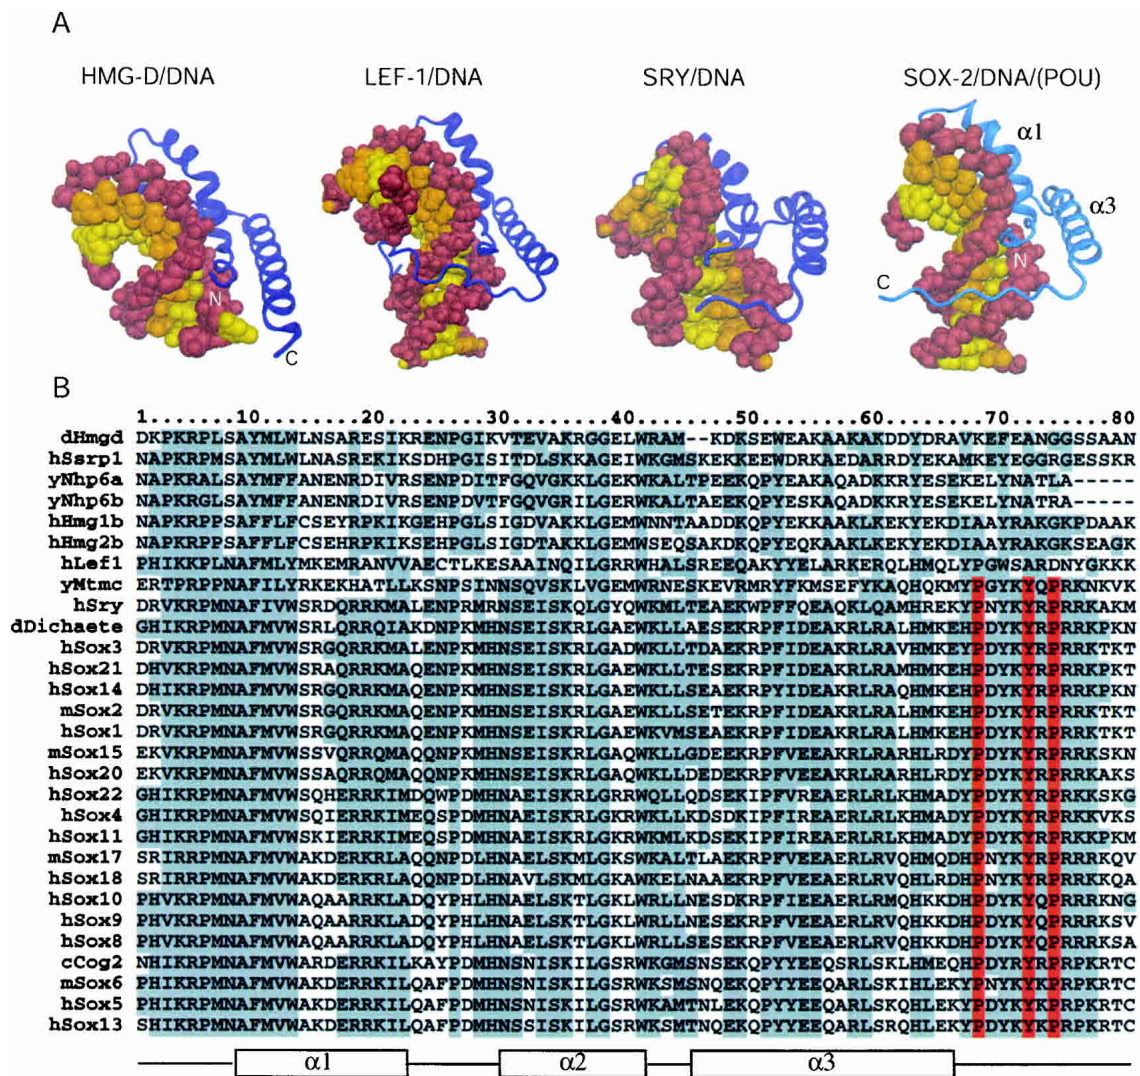 A
HMG-D/DNA LEF-1/DNA SRY/DNA SOX-2/DNA/(POU)
α1
α3
N
C
N
C
B
1........10........20........30........40........50........60........70........80
dHmgd DKPKRPLSAYMLWLNSARESIKRENPGIKVTEVAKRGGELWRAM--KDKSEWEAKAAKAKDDYDRAVKEFEANGGSSAAN
hSsrp1 NAPKRPMSAYMLWLNASREKIKSDHPGISITDLSKKAGEIWKGMSKEKKEEWDRKAEDARRDYEKAMKEYEGGRGESSKR
yNhp6a NAPKRALSAYMFFANENRDIVRSENPDITFGQVGKKLGEKWKALTPEEKQPYEAKAQADKKRYESEKELYNATLA-----
yNhp6b NAPKRGLSAYMFFANENRDIVRSENPDVTFGQVGRILGERWKALTAEEKQPYESKAQADKKRYESEKELYNATRA-----
hHmg1b NAPKRPPSAFFLFCSEYRPKIKGEHPGLSIGDVAKKLGEMWNNTAADDKQPYEKKAAKLKEKYEKDIAAYRAKGKPDAAK
hHmg2b NAPKRPPSAFFLFCSEHRPKIKSEHPGLSIGDTAKKLGEMWSEQSAKDKQPYEQKAAKLKEKYEKDIAAYRAKGKSEAGK
hLef1 PHIKKPLNAFMLYMKEMRANVVAECTLKESAAINQILGRRWHALSREEQAKYYELARKERQLHMQLYPGWSARDNYGKKK
yMtmc ERTPRPPNAFILYRKEKHATLLKSNPSINNSQVSKLVGEMWRNESKEVRMRYFKMSEFYKAQHQKMYPGYKYQPRKNKVK
hSry DRVKRPMNAFIVWSRDQRRKMALENPRMRNSEISKQLGYQWKMLTEAEKWPFFQEAQKLQAMHREKYPNYKYRPRRKAKM
dDichaete GHIKRPMNAFMVWSRLQRRQIAKDNPKMHNSEISKRLGAEWKLLAESEKRPFIDEAKRLRALHMKEHPDYKYRPRRKPKN
hSox3 DRVKRPMNAFMVWSRGQRRKMALENPKMHNSEISKRLGADWKLLTDAEKRPFIDEAKRLRAVHMKEYPDYKYRPRRKTKT
hSox21 DHVKRPMNAFMVWSRAQRRKMAQENPKMHNSEISKRLGAEWKLLTESEKRPFIDEAKRLRAMHMKEHPDYKYRPRRKPKT
hSox14 DHIKRPMNAFMVWSRGQRRKMAQENPKMHNSEISKRLGAEWKLLSEAEKRPYIDEAKRLRAQHMKEHPDYKYRPRRKPKN
mSox2 DRVKRPMNAFMVWSRGQRRKMAQENPKMHNSEISKRLGAEWKLLSETEKRPFIDEAKRLRALHMKEHPDYKYRPRRKTKT
hSox1 DRVKRPMNAFMVWSRGQRRKMAQENPKMHNSEISKRLGAEWKVMSEAEKRPFIDEAKRLRALHMKEHPDYKYRPRRKTKT
mSox15 EKVKRPMNAFMVWSSVQRRQMAQQNPKMHNSEISKRLGAQWKLLGDEEKRPFVEEAKRLRARHLRDYPDYKYRPRRKSKN
hSox20 EKVKRPMNAFMVWSSAQRRQMAQQNPKMHNSEISKRLGAQWKLLDEDEKRPFVEEAKRLRARHLRDYPDYKYRPRRKAKS
hSox22 GHIKRPMNAFMVWSQHERRKIMDQWPDMHNAEISKRLGRRWQLLQDSEKIPFVREAERLRLKHMADYPDYKYRPRKKSKG
hSox4 GHIKRPMNAFMVWSQIERRKIMEQSPDMHNAEISKRLGKRWKLLKDSDKIPFIREAERLRLKHMADYPDYKYRPRKKVKS
hSox11 GHIKRPMNAFMVWSKIERRKIMEQSPDMHNAEISKRLGKRWKMLKDSEKIPFIREAERLRLKHMADYPDYKYRPRKKPKM
mSox17 SRIRRPMNAFMVWAKDERKRLAQQNPDLHNAELSKMLGKSWKALTLAEKRPFVEEAERLRVQHMQDHPNYKYRPRRRKQV
hSox18 SRIRRPMNAFMVWAKDERKRLAQQNPDLHNAVLSKMLGKAWKELNAAEKRPFVEEAERLRVQHLRDHPNYKYRPRRKKQA
hSox10 PHVKRPMNAFMVWAQAARRKLADQYPHLHNAELSKTLGKLWRLLNESDKRPFIEEAERLRMQHKKDHPDYKYQPRRRKNG
hSox9 PHVKRPMNAFMVWAQAARRKLADQYPHLHNAELSKTLGKLWRLLNESEKRPFVEEAERLRVQHKKDHPDYKYQPRRRKSV
hSox8 PHVKRPMNAFMVWAQAARRKLADQYPHLHNAELSKTLGKLWRLLSESEKRPFVEEAERLRVQHKKDHPDYKYQPRRRKSA
cCog2 NHIKRPMNAFMVWARDERRKILKAYPDMHNSNISKILGSRWKGMSNSEKQPYYEEQSRLSKLHMEQHPDYRYRPRPKRTC
mSox6 PHIKRPMNAFMVWAKDERRKILQAFPDMHNSNISKILGSRWKSMSNQEKQPYYEEQARLSKIHLEKYPDYKYKPRPKRTC
hSox5 PHIKRPMNAFMVWAKDERRKILQAFPDMHNSNISKILGSRWKAMTNLEKQPYYEEQARLSKQHLEKYPDYKYKPRPKRTC
hSox13 SHIKRPMNAFMVWAKDERRKILQAFPDMHNSSISKILGSRWKSMTNQEKQPYYEEQARLSRQHLEKYPDYKYKPRPKRTC
α1 α2 α3